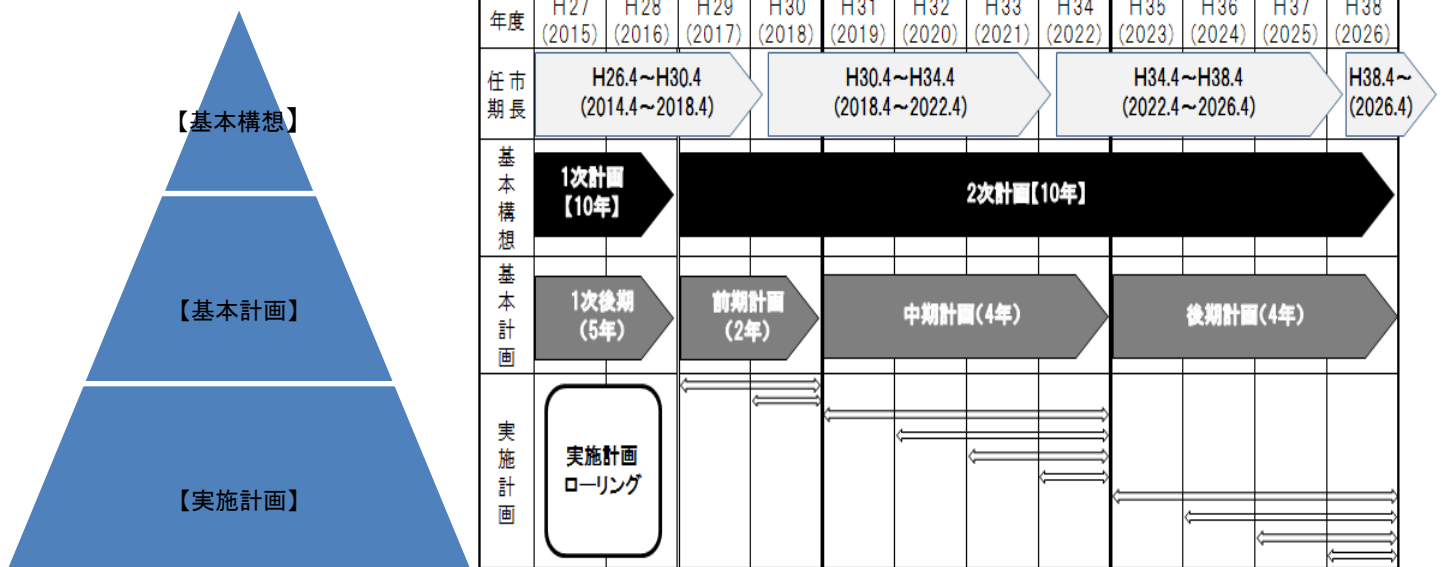 【基本構想】
【基本計画】
【実施計画】
年度
H27 H28 H29 H30 H31 H32 H33 H34 H35 H36 H37 H38
(2015) (2016) (2017) (2018) (2019) (2020) (2021) (2022) (2023) (2024) (2025) (2026)
任市
期長
H26.4～H30.4
(2014.4～2018.4)
H30.4～H34.4
(2018.4～2022.4)
H34.4～H38.4
(2022.4～2026.4)
H38.4～
(2026.4)
基
本
構
想
1次計画
【10年】
2次計画【10年】
基
本
計
画
1次後期
(5年)
前期計画
(2年)
中期計画(4年)
後期計画(4年)
実
施
計
画
実施計画
ローリング